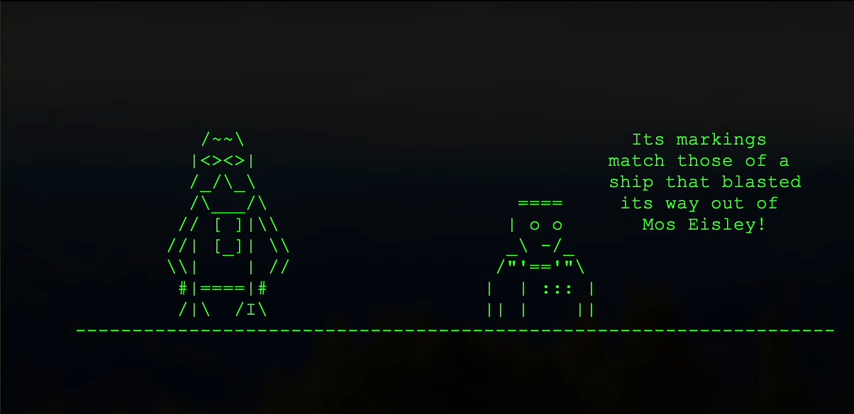 Its markings
match those of a
ship that blasted
its way out of
Mos Eisley!